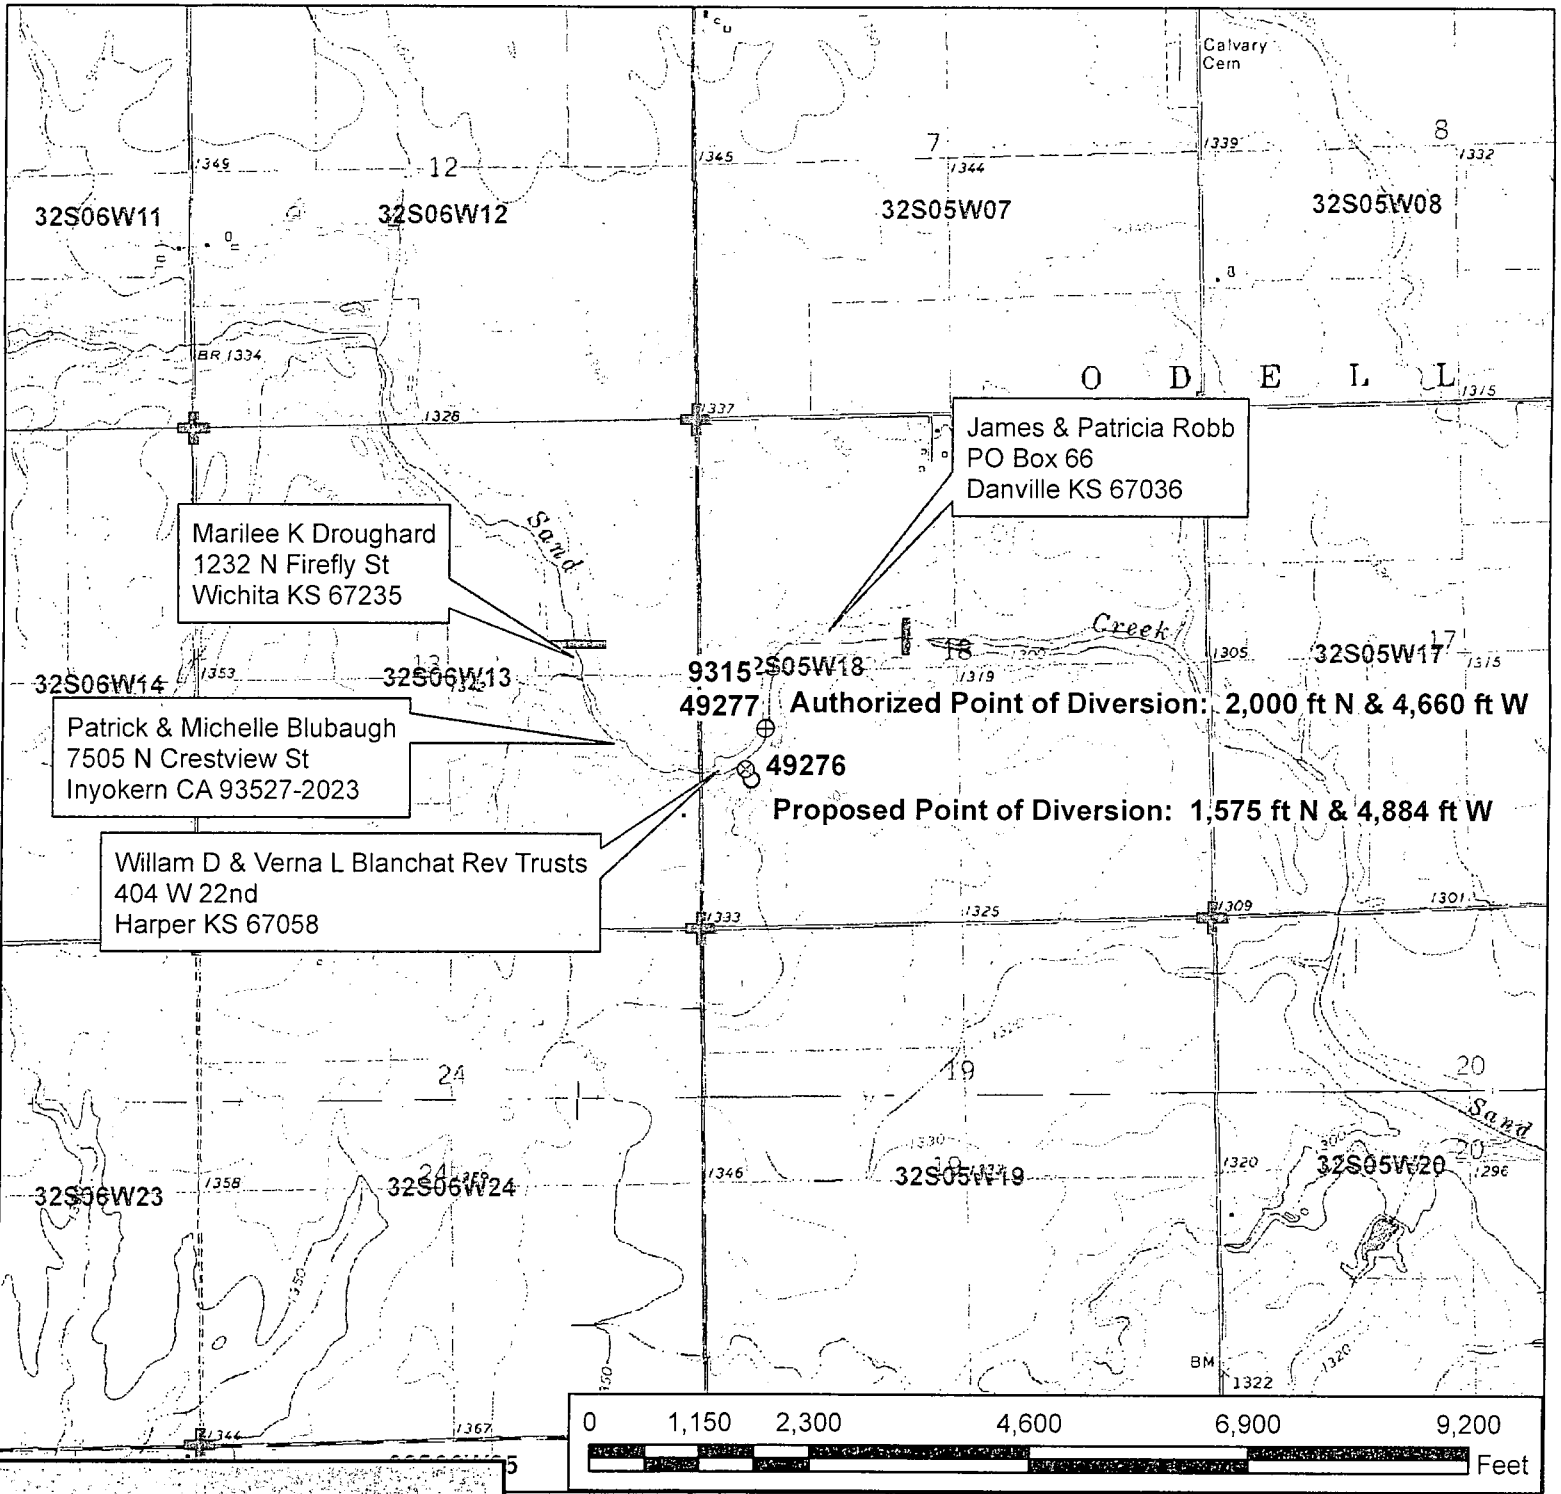 Calvary
Cem
8
7
12
1349
1345
1344
1339
1332
32S06W11
32S06W12
32S05W07
32S05W08
BR 1334
O D E L L
1315
1328
1337
James & Patricia Robb
PO Box 66
Danville KS 67036
Marilee K Droughard
1232 N Firefly St
Wichita KS 67235
Sand
Creek
18
1305
17
32S05W17
1315
9315
2S05W18
1319
32S06W14
1353
32S06W13
49277
Authorized Point of Diversion: 2,000 ft N & 4,660 ft W
Patrick & Michelle Blubaugh
7505 N Crestview St
Inyokern CA 93527-2023
49276
Proposed Point of Diversion: 1,575 ft N & 4,884 ft W
Willam D & Verna L Blanchat Rev Trusts
404 W 22nd
Harper KS 67058
1333
1325
1309
1301
24
19
20
Sand
1330
32S06W23
1358
32S06W24
1346
32S05W19
1320
32S05W20
20
1296
1350
1320
BM
1322
1344
1367
0 1,150 2,300 4,600 6,900 9,200
Feet